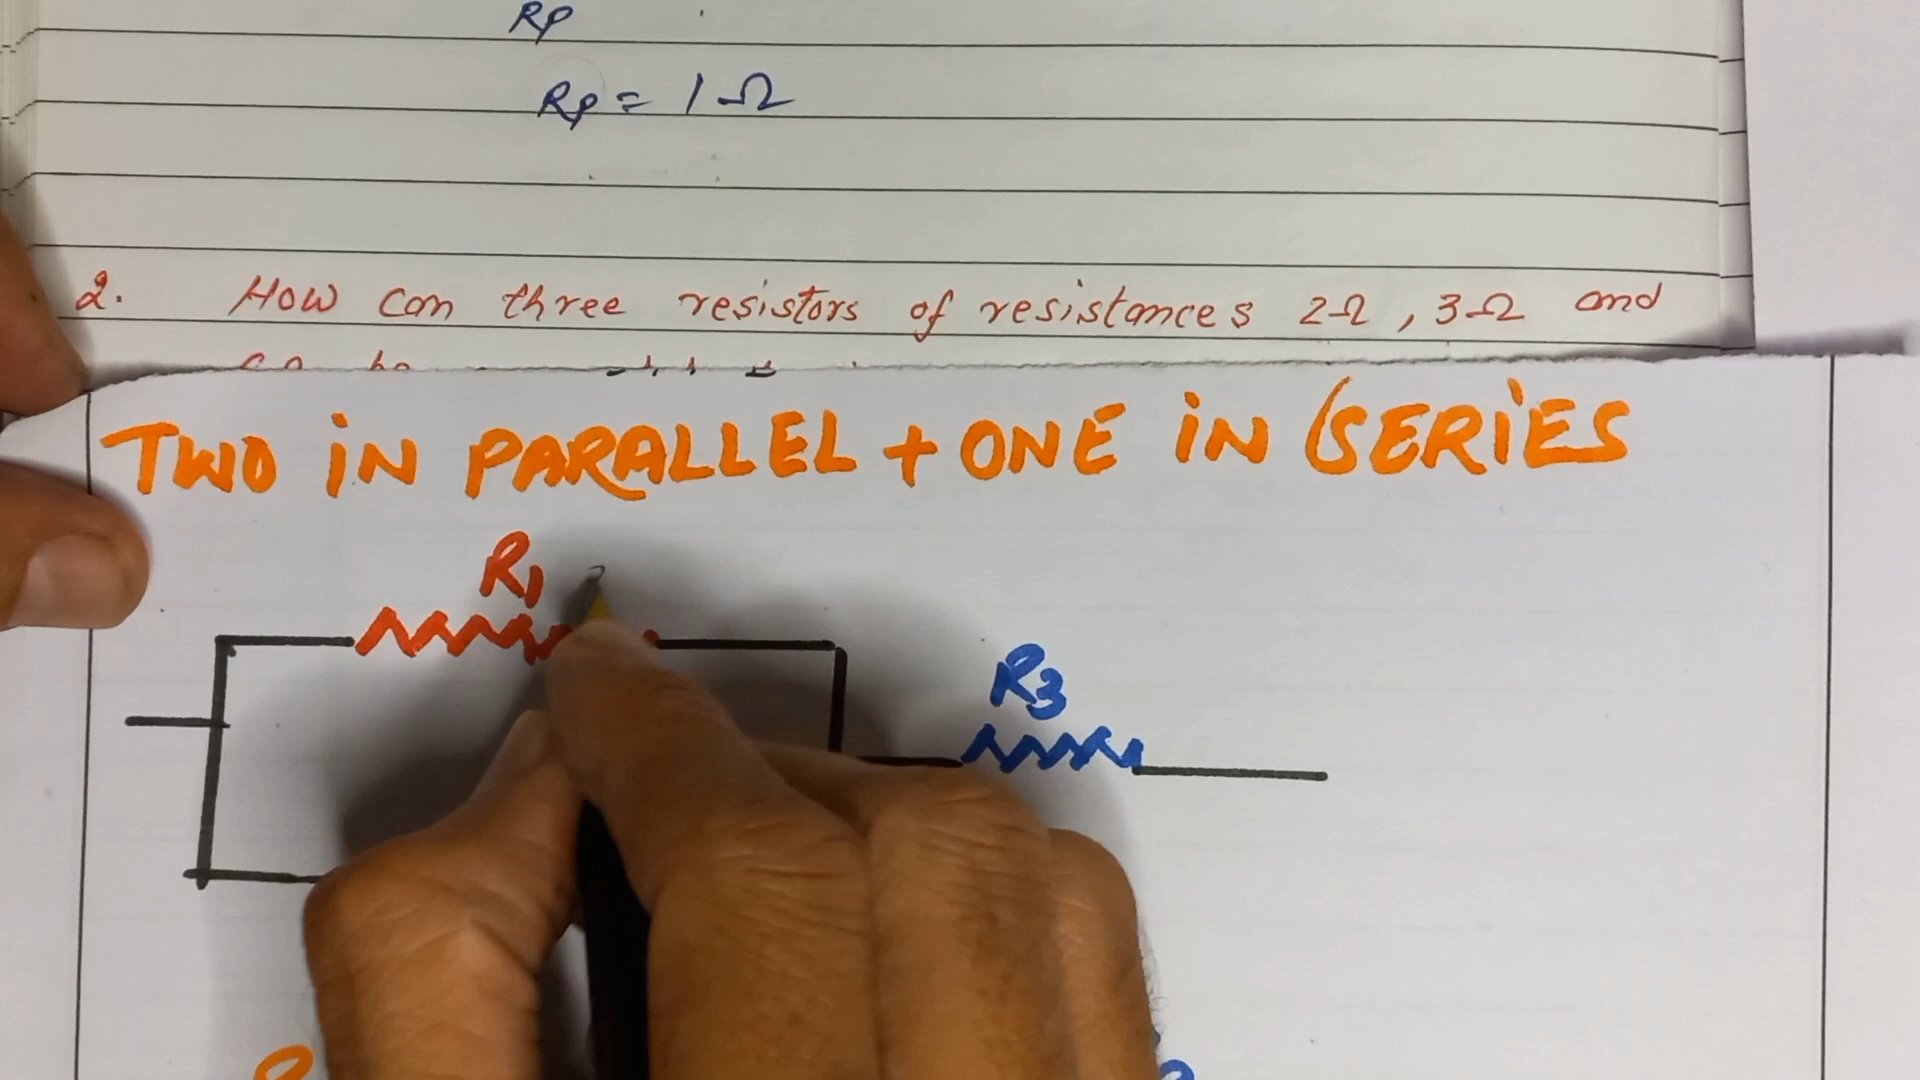 Rp
Rp = 1Ω
2. How can three resistors of resistances 2Ω, 3Ω and
TWO iN PARALLEL + ONE iN SERiES
R1
R3